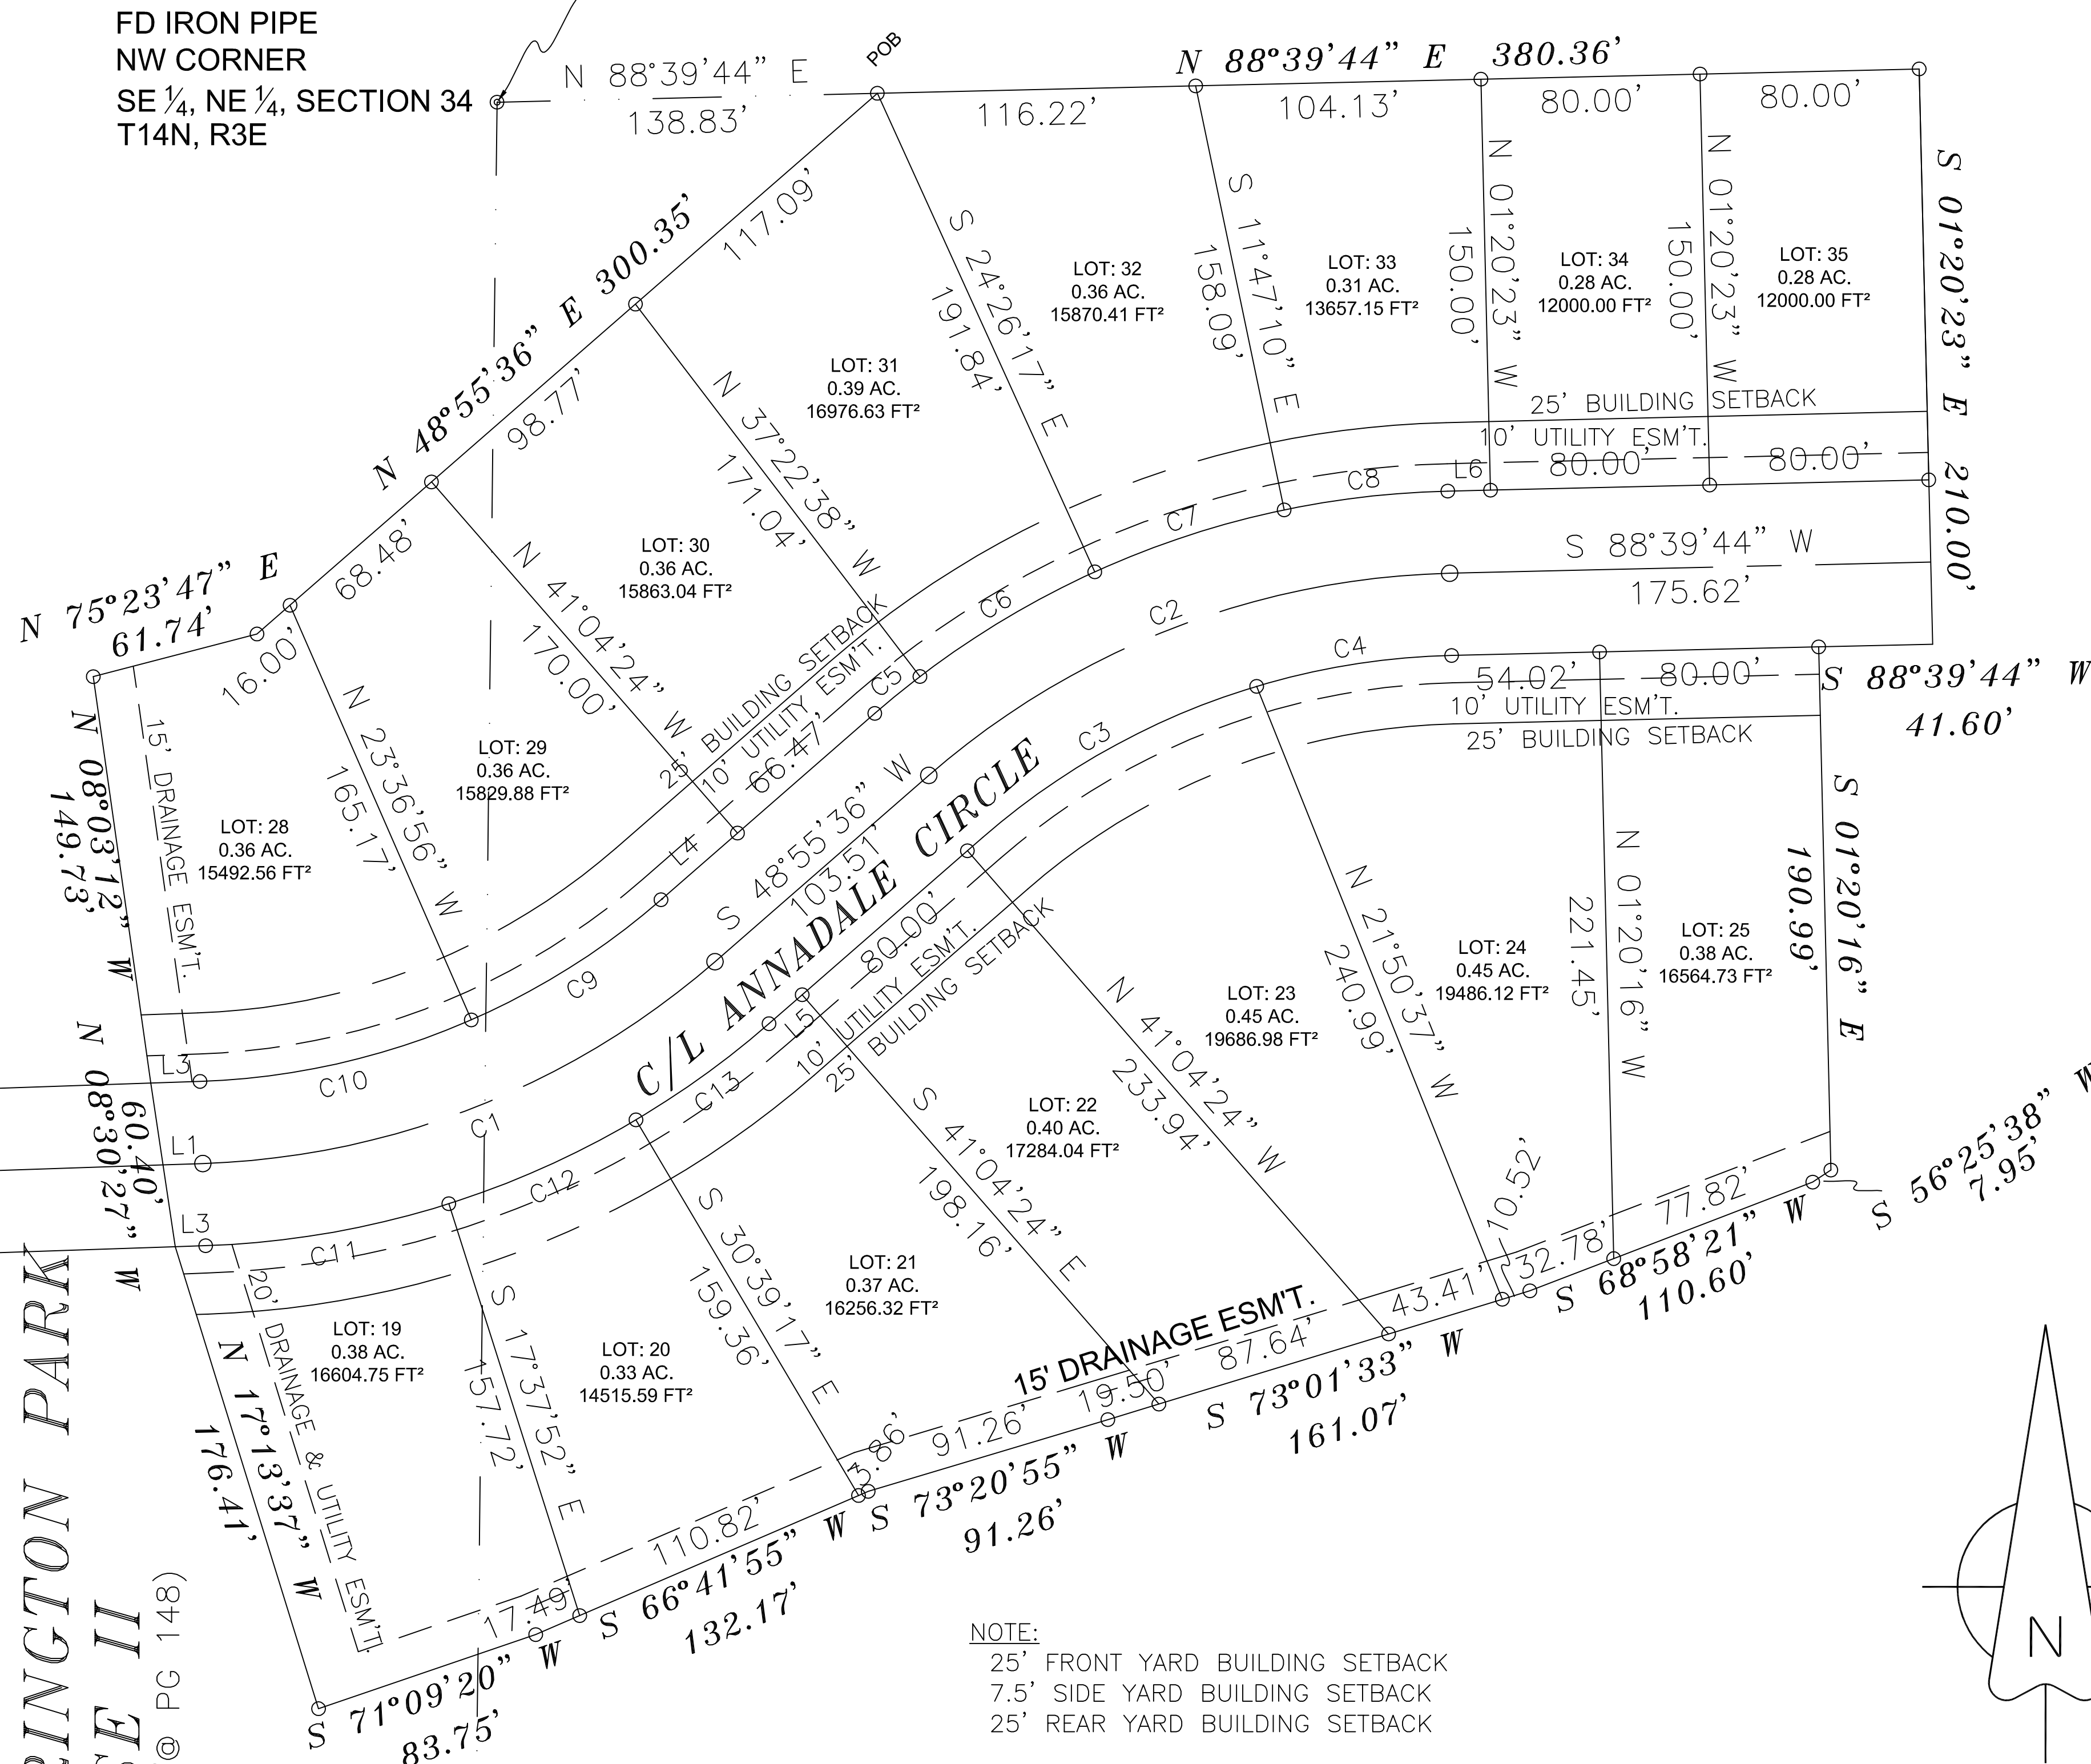 FD IRON PIPE
NW CORNER
SE ¼, NE ¼, SECTION 34
T14N, R3E
N 88°39'44" E
138.83'
POB
N 88°39'44" E 380.36'
116.22'
104.13'
80.00'
80.00'
S 01°20'23" E 210.00'
N 48°55'36" E 300.35'
117.09'
98.77'
68.48'
16.00'
N 75°23'47" E
61.74'
S 24°26'17" E
191.84'
S 11°47'10" E
158.09'
N 01°20'23" W
150.00'
N 01°20'23" W
150.00'
LOT: 32
0.36 AC.
15870.41 FT²
LOT: 33
0.31 AC.
13657.15 FT²
LOT: 34
0.28 AC.
12000.00 FT²
LOT: 35
0.28 AC.
12000.00 FT²
LOT: 31
0.39 AC.
16976.63 FT²
N 37°22'38" W
171.04'
LOT: 30
0.36 AC.
15863.04 FT²
N 41°04'24" W
170.00'
LOT: 29
0.36 AC.
15829.88 FT²
N 23°36'56" W
165.17'
LOT: 28
0.36 AC.
15492.56 FT²
15' DRAINAGE ESM'T.
N 08°03'12" W
149.73'
25' BUILDING SETBACK
10' UTILITY ESM'T.
80.00'
80.00'
L6
C8
C7
C6
C5
25' BUILDING SETBACK
10' UTILITY ESM'T.
66.47'
L4
C9
C10
L3
L1
L3
C1
C2
S 88°39'44" W
175.62'
S 48°55'36" W
103.51'
C/L ANNADALE CIRCLE
N 08°30'27" W
60.40'
C4
C3
54.02'
80.00'
10' UTILITY ESM'T.
25' BUILDING SETBACK
S 88°39'44" W
41.60'
80.00'
L5
10' UTILITY ESM'T.
25' BUILDING SETBACK
C13
C12
C11
S 01°20'16" E
190.99'
N 01°20'16" W
221.45'
LOT: 25
0.38 AC.
16564.73 FT²
LOT: 24
0.45 AC.
19486.12 FT²
N 21°50'37" W
240.99'
LOT: 23
0.45 AC.
19686.98 FT²
N 41°04'24" W
233.94'
LOT: 22
0.40 AC.
17284.04 FT²
S 41°04'24" E
198.16'
LOT: 21
0.37 AC.
16256.32 FT²
S 30°39'17" E
159.36'
LOT: 20
0.33 AC.
14515.59 FT²
S 17°37'52" E
157.72'
LOT: 19
0.38 AC.
16604.75 FT²
20' DRAINAGE & UTILITY ESM'T.
N 17°13'37" W
176.41'
S 56°25'38" W
7.95'
77.82'
32.78'
10.52'
S 68°58'21" W
110.60'
43.41'
87.64'
15' DRAINAGE ESM'T.
19.50'
S 73°01'33" W
161.07'
91.26'
3.86'
S 73°20'55" W
91.26'
110.82'
17.49'
S 66°41'55" W
132.17'
S 71°09'20" W
83.75'
INGTON PARK
E II
@ PG 148)
NOTE:
25' FRONT YARD BUILDING SETBACK
7.5' SIDE YARD BUILDING SETBACK
25' REAR YARD BUILDING SETBACK
N